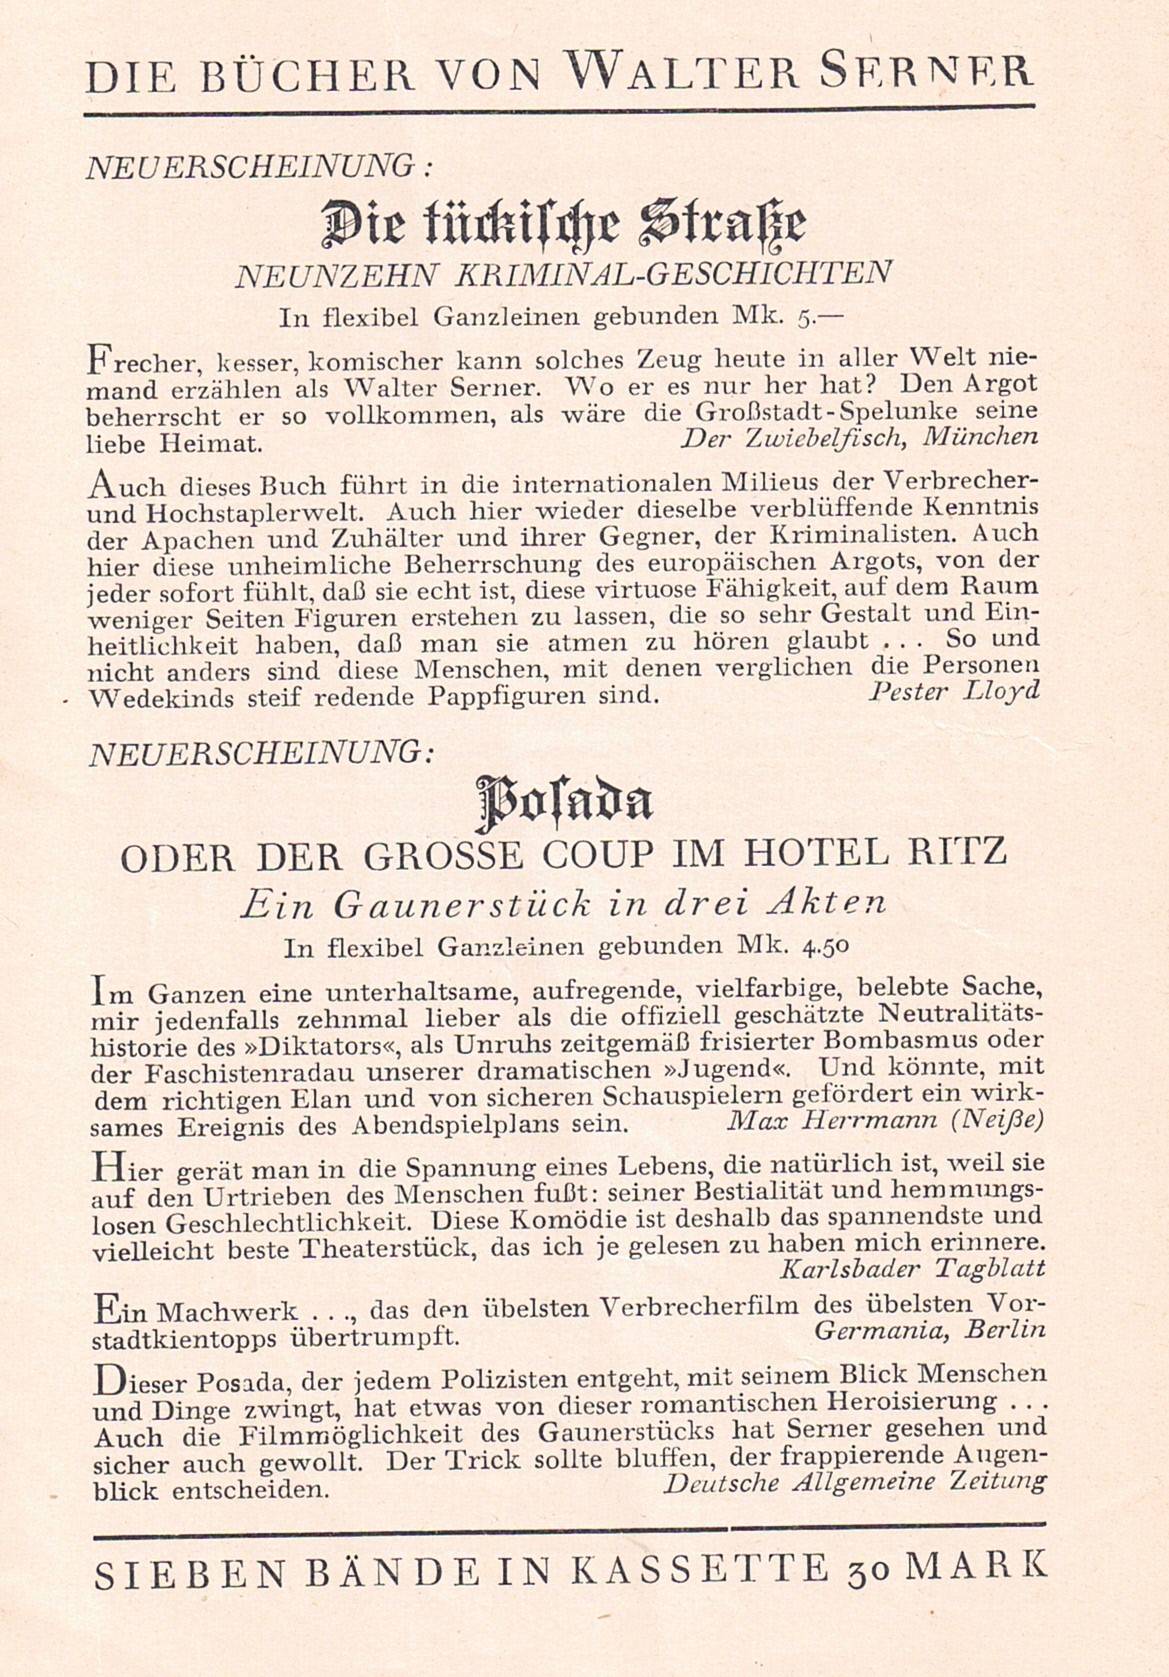 DIE BÜCHER VON WALTER SERNER
NEUERSCHEINUNG:
Die tückische Straße
NEUNZEHN KRIMINAL-GESCHICHTEN
In flexibel Ganzleinen gebunden Mk. 5.—
Frecher, kesser, komischer kann solches Zeug heute in aller Welt nie-
mand erzählen als Walter Serner. Wo er es nur her hat? Den Argot
beherrscht er so vollkommen, als wäre die Großstadt-Spelunke seine
liebe Heimat. Der Zwiebelfisch, München
Auch dieses Buch führt in die internationalen Milieus der Verbrecher-
und Hochstaplerwelt. Auch hier wieder dieselbe verblüffende Kenntnis
der Apachen und Zuhälter und ihrer Gegner, der Kriminalisten. Auch
hier diese unheimliche Beherrschung des europäischen Argots, von der
jeder sofort fühlt, daß sie echt ist, diese virtuose Fähigkeit, auf dem Raum
weniger Seiten Figuren erstehen zu lassen, die so sehr Gestalt und Ein-
heitlichkeit haben, daß man sie atmen zu hören glaubt ... So und
nicht anders sind diese Menschen, mit denen verglichen die Personen
Wedekinds steif redende Pappfiguren sind. Pester Lloyd
NEUERSCHEINUNG:
Posada
ODER DER GROSSE COUP IM HOTEL RITZ
Ein Gaunerstück in drei Akten
In flexibel Ganzleinen gebunden Mk. 4.50
Im Ganzen eine unterhaltsame, aufregende, vielfarbige, belebte Sache,
mir jedenfalls zehnmal lieber als die offiziell geschätzte Neutralitäts-
historie des »Diktators«, als Unruhs zeitgemäß frisierter Bombasmus oder
der Faschistenradau unserer dramatischen »Jugend«. Und könnte, mit
dem richtigen Elan und von sicheren Schauspielern gefördert ein wirk-
sames Ereignis des Abendspielplans sein. Max Herrmann (Neiße)
Hier gerät man in die Spannung eines Lebens, die natürlich ist, weil sie
auf den Urtrieben des Menschen fußt: seiner Bestialität und hemmungs-
losen Geschlechtlichkeit. Diese Komödie ist deshalb das spannendste und
vielleicht beste Theaterstück, das ich je gelesen zu haben mich erinnere.
Karlsbader Tagblatt
Ein Machwerk ..., das den übelsten Verbrecherfilm des übelsten Vor-
stadtkientopps übertrumpft. Germania, Berlin
Dieser Posada, der jedem Polizisten entgeht, mit seinem Blick Menschen
und Dinge zwingt, hat etwas von dieser romantischen Heroisierung ...
Auch die Filmmöglichkeit des Gaunerstücks hat Serner gesehen und
sicher auch gewollt. Der Trick sollte bluffen, der frappierende Augen-
blick entscheiden. Deutsche Allgemeine Zeitung
SIEBEN BÄNDE IN KASSETTE 30 MARK